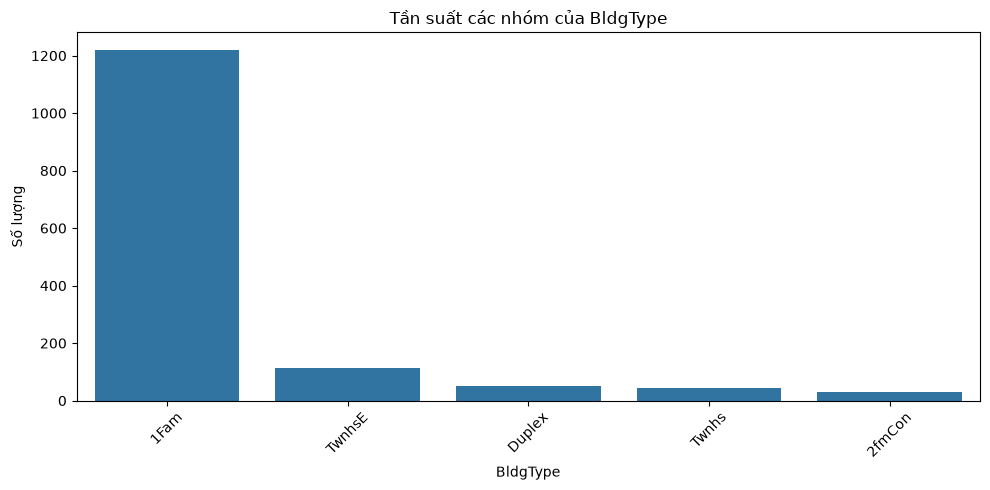 Tần suất các nhóm của BldgType
Số lượng
1200
1000
800
600
400
200
0
1Fam
TwnhsE
Duplex
Twnhs
2fmCon
BldgType